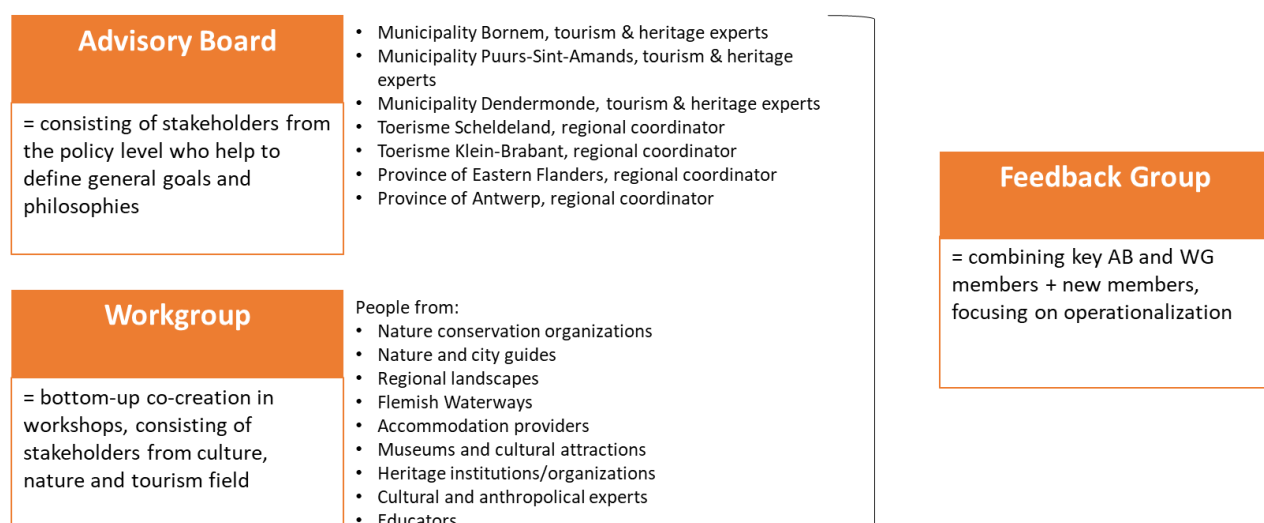 Advisory Board
= consisting of stakeholders from
the policy level who help to
define general goals and
philosophies
• Municipality Bornem, tourism & heritage experts
• Municipality Puurs-Sint-Amands, tourism & heritage
experts
• Municipality Dendermonde, tourism & heritage experts
• Toerisme Scheldeland, regional coordinator
• Toerisme Klein-Brabant, regional coordinator
• Province of Eastern Flanders, regional coordinator
• Province of Antwerp, regional coordinator
Workgroup
= bottom-up co-creation in
workshops, consisting of
stakeholders from culture,
nature and tourism field
People from:
• Nature conservation organizations
• Nature and city guides
• Regional landscapes
• Flemish Waterways
• Accommodation providers
• Museums and cultural attractions
• Heritage institutions/organizations
• Cultural and anthropolical experts
• Educators
Feedback Group
= combining key AB and WG
members + new members,
focusing on operationalization